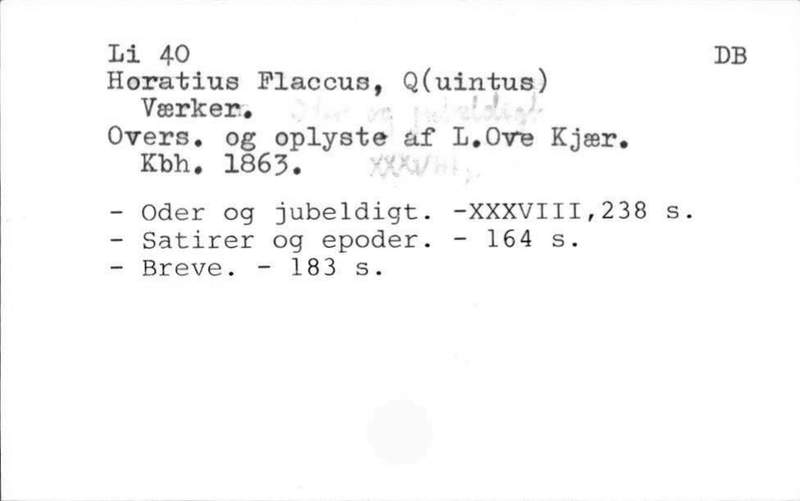 Li 40 DB
Horatius Flaccus, Q(uintus)
Værker.
Overs. og oplyste af L.Ove Kjær.
Kbh. 1863.
- Oder og jubeldigt. -XXXVIII,238 s.
- Satirer og epoder. - 164 s.
- Breve. - 183 s.